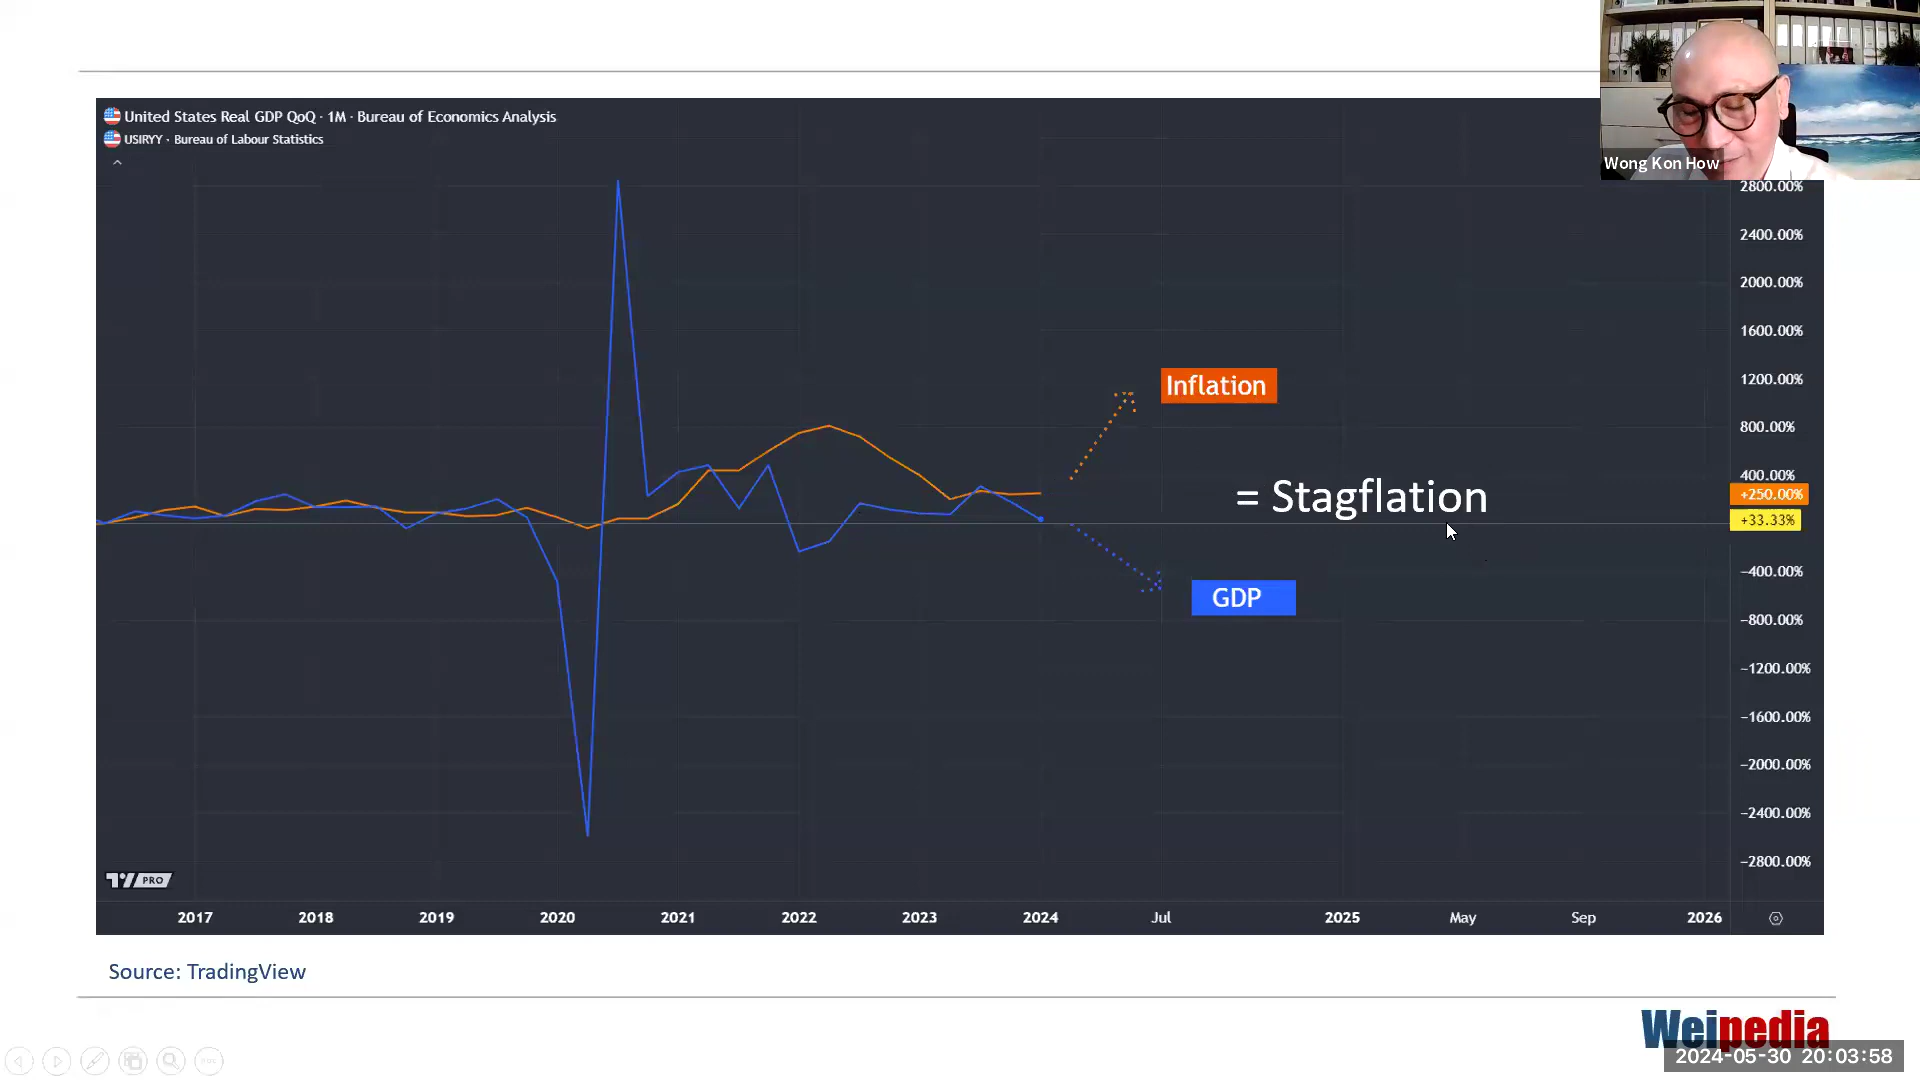 United States Real GDP QoQ · 1M · Bureau of Economics Analysis
USIRYY · Bureau of Labour Statistics
Wong Kon How
2800.00%
2400.00%
2000.00%
1600.00%
1200.00%
800.00%
400.00%
+250.00%
+33.33%
−400.00%
−800.00%
−1200.00%
−1600.00%
−2000.00%
−2400.00%
−2800.00%
Inflation
= Stagflation
GDP
PRO
2017 2018 2019 2020 2021 2022 2023 2024 Jul 2025 May Sep 2026
Source: TradingView
Weipedia
2024-05-30 20:03:58